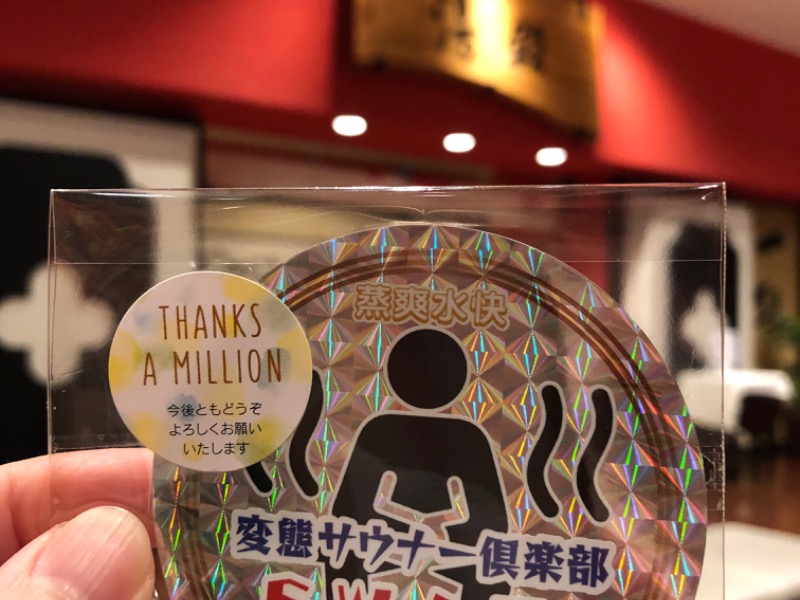 THANKS
A MILLION
今後ともどうぞ
よろしくお願い
いたします
蒸爽水快
変態サウナー倶楽部